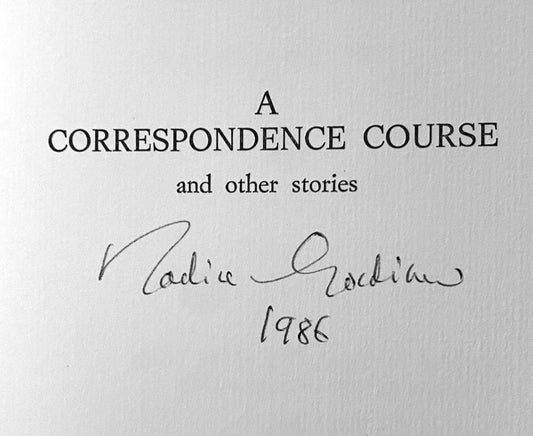 A
CORRESPONDENCE COURSE
and other stories
Nadine Gordimer
1986